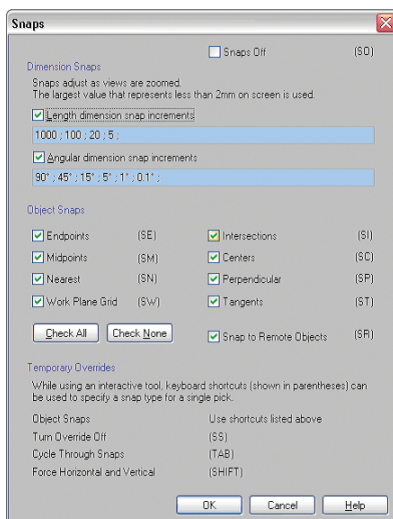 Snaps
Snaps Off (SO)
Dimension Snaps
Snaps adjust as views are zoomed.
The largest value that represents less than 2mm on screen is used.
Length dimension snap increments
1000 ; 100 ; 20 ; 5 ;
Angular dimension snap increments
90° ; 45° ; 15° ; 5° ; 1° ; 0.1° ;
Object Snaps
Endpoints (SE) Intersections (SI)
Midpoints (SM) Centers (SC)
Nearest (SN) Perpendicular (SP)
Work Plane Grid (SW) Tangents (ST)
Check All Check None Snap to Remote Objects (SR)
Temporary Overrides
While using an interactive tool, keyboard shortcuts (shown in parentheses) can
be used to specify a snap type for a single pick.
Object Snaps Use shortcuts listed above
Turn Override Off (SS)
Cycle Through Snaps (TAB)
Force Horizontal and Vertical (SHIFT)
OK Cancel Help